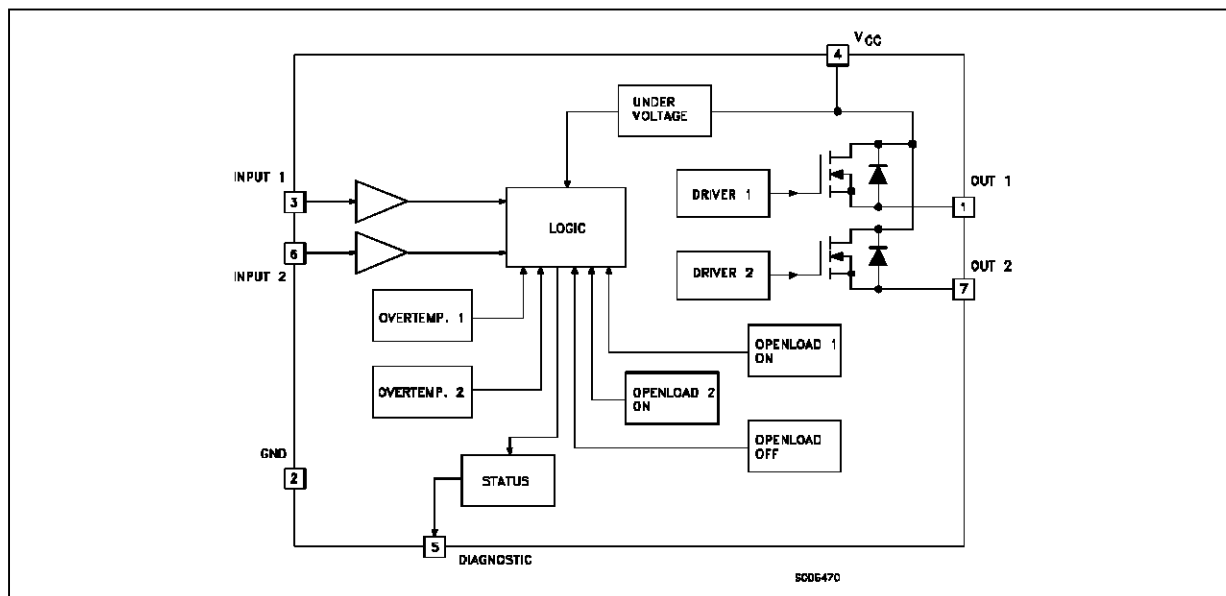 VCC
4
UNDER
VOLTAGE
INPUT 1
3
DRIVER 1
OUT 1
1
LOGIC
6
INPUT 2
DRIVER 2
OUT 2
7
OVERTEMP. 1
OPENLOAD 1
ON
OVERTEMP. 2
OPENLOAD 2
ON
OPENLOAD
OFF
GND
2
STATUS
5
DIAGNOSTIC
SC06470